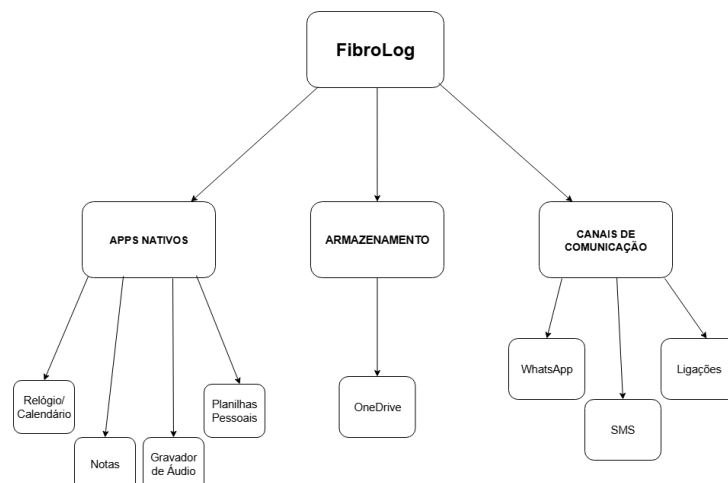 FibroLog
APPS NATIVOS
ARMAZENAMENTO
CANAIS DE
COMUNICAÇÃO
Relógio/
Calendário
Notas
Gravador
de Áudio
Planilhas
Pessoais
OneDrive
WhatsApp
SMS
Ligações